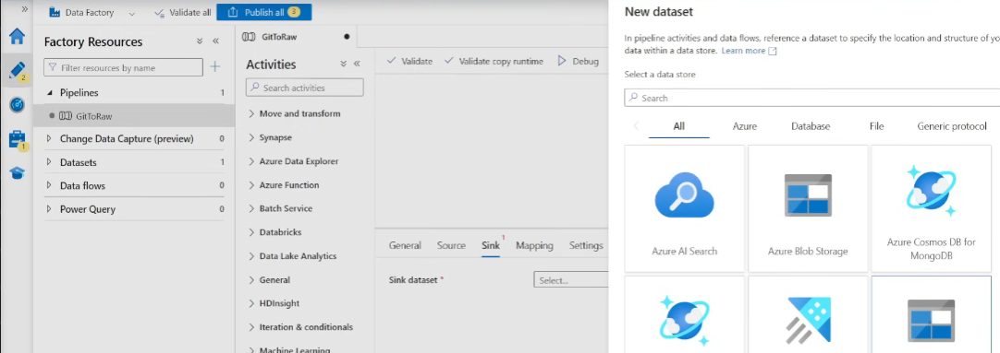 Data Factory
Validate all
Publish all 3
Factory Resources
Filter resources by name
Pipelines 1
GitToRaw
Change Data Capture (preview) 0
Datasets 1
Data flows 0
Power Query 0
2
1
GitToRaw
Activities
Search activities
Move and transform
Synapse
Azure Data Explorer
Azure Function
Batch Service
Databricks
Data Lake Analytics
General
HDInsight
Iteration & conditionals
Machine Learning
Validate
Validate copy runtime
Debug
General
Source
Sink 1
Mapping
Settings
Sink dataset *
Select...
New dataset
In pipeline activities and data flows, reference a dataset to specify the location and structure of yo
data within a data store. Learn more
Select a data store
Search
All
Azure
Database
File
Generic protocol
Azure AI Search
Azure Blob Storage
Azure Cosmos DB for
MongoDB